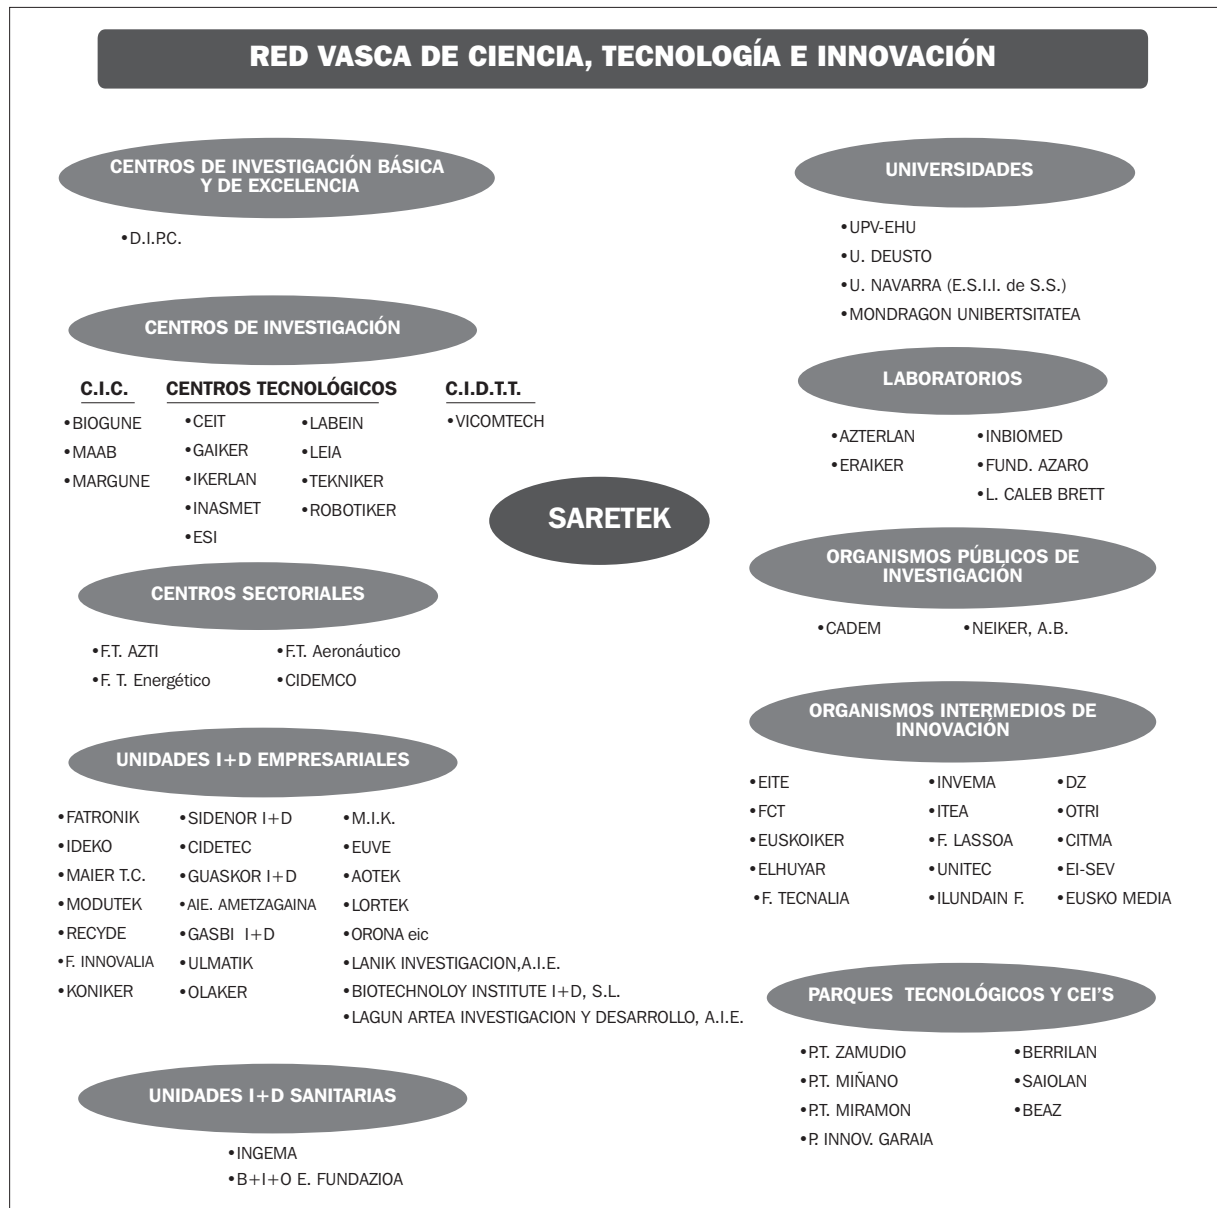 RED VASCA DE CIENCIA, TECNOLOGÍA E INNOVACIÓN
CENTROS DE INVESTIGACIÓN BÁSICA
Y DE EXCELENCIA
•D.I.P.C.
CENTROS DE INVESTIGACIÓN
C.I.C.
•BIOGUNE
•MAAB
•MARGUNE
CENTROS TECNOLÓGICOS
•CEIT
•GAIKER
•IKERLAN
•INASMET
•ESI
•LABEIN
•LEIA
•TEKNIKER
•ROBOTIKER
C.I.D.T.T.
•VICOMTECH
CENTROS SECTORIALES
•F.T. AZTI
•F. T. Energético
•F.T. Aeronáutico
•CIDEMCO
UNIDADES I+D EMPRESARIALES
•FATRONIK
•IDEKO
•MAIER T.C.
•MODUTEK
•RECYDE
•F. INNOVALIA
•KONIKER
•SIDENOR I+D
•CIDETEC
•GUASKOR I+D
•AIE. AMETZAGAINA
•GASBI I+D
•ULMATIK
•OLAKER
•M.I.K.
•EUVE
•AOTEK
•LORTEK
•ORONA eic
•LANIK INVESTIGACION,A.I.E.
•BIOTECHNOLOY INSTITUTE I+D, S.L.
•LAGUN ARTEA INVESTIGACION Y DESARROLLO, A.I.E.
UNIDADES I+D SANITARIAS
•INGEMA
•B+I+O E. FUNDAZIOA
SARETEK
UNIVERSIDADES
•UPV-EHU
•U. DEUSTO
•U. NAVARRA (E.S.I.I. de S.S.)
•MONDRAGON UNIBERTSITATEA
LABORATORIOS
•AZTERLAN
•ERAIKER
•INBIOMED
•FUND. AZARO
•L. CALEB BRETT
ORGANISMOS PÚBLICOS DE
INVESTIGACIÓN
•CADEM
•NEIKER, A.B.
ORGANISMOS INTERMEDIOS DE
INNOVACIÓN
•EITE
•FCT
•EUSKOIKER
•ELHUYAR
•F. TECNALIA
•INVEMA
•ITEA
•F. LASSOA
•UNITEC
•ILUNDAIN F.
•DZ
•OTRI
•CITMA
•EI-SEV
•EUSKO MEDIA
PARQUES TECNOLÓGICOS Y CEI'S
•P.T. ZAMUDIO
•P.T. MIÑANO
•P.T. MIRAMON
•P. INNOV. GARAIA
•BERRILAN
•SAIOLAN
•BEAZ